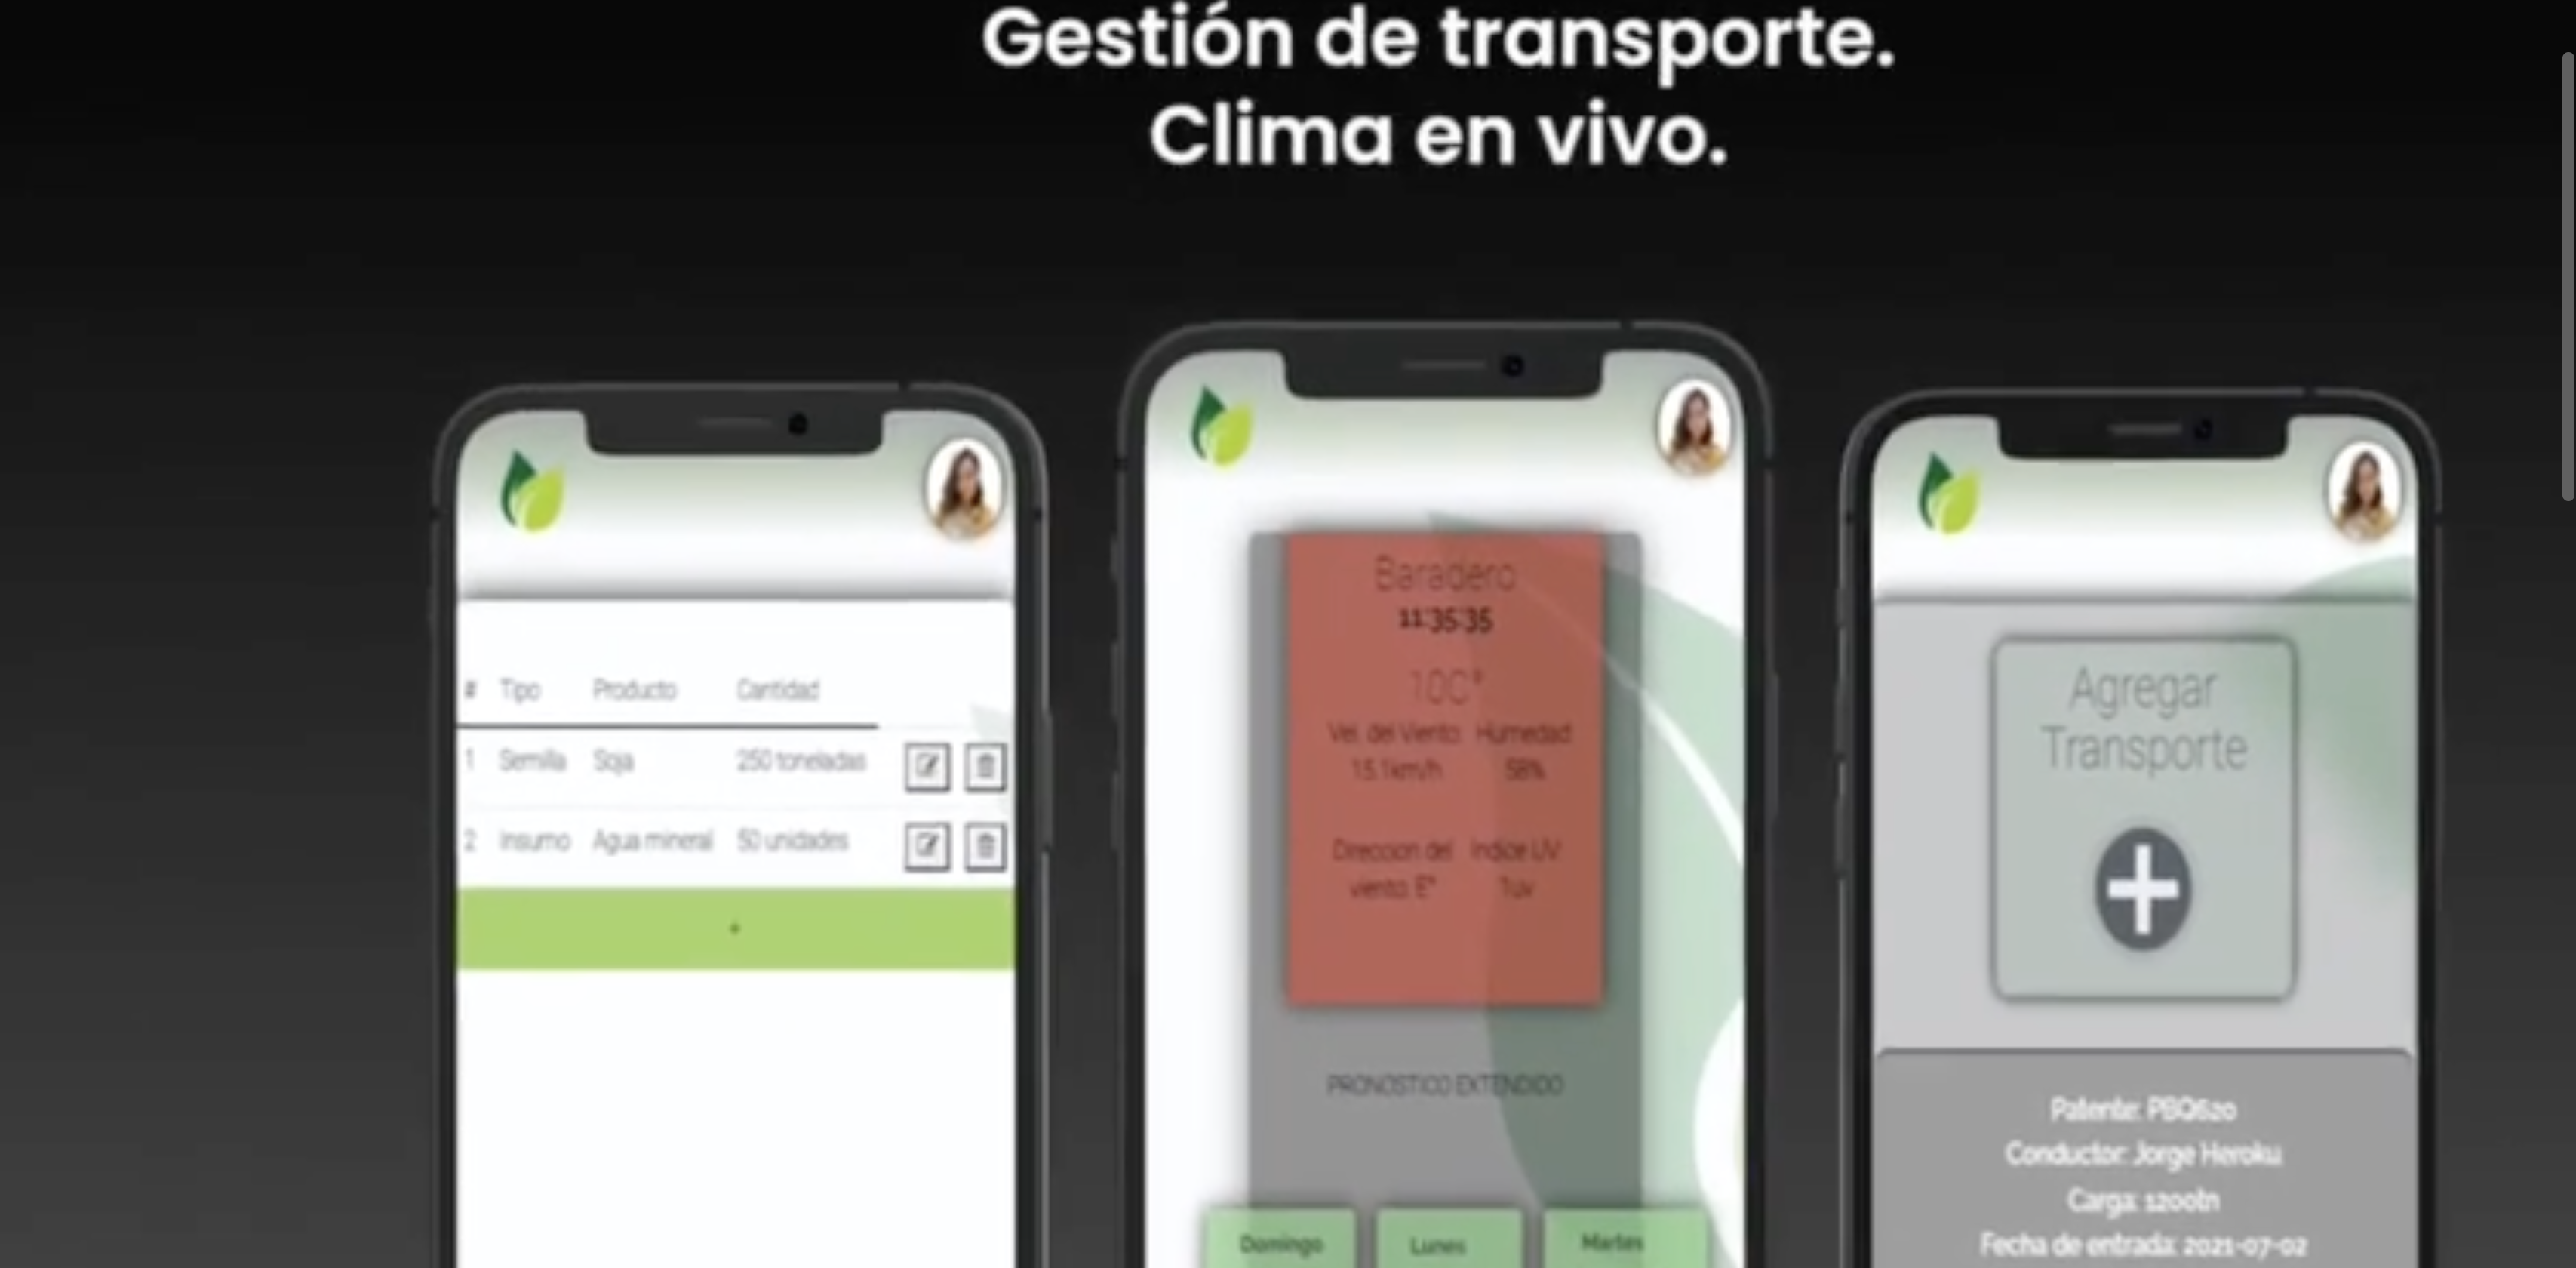 Gestión de transporte.
Clima en vivo.
# Tipo Producto Cantidad
1 Semilla Soja 250 toneladas
2 Insumo Agua mineral 50 unidades
+
Baradero
11:35:35
10C°
Vel. del Viento: Humedad:
15.1km/h 58%
Direccion del Indice UV:
viento: E° 1uv
PRONOSTICO EXTENDIDO
Domingo Lunes Martes
Agregar
Transporte
Patente: PBQ620
Conductor: Jorge Heroku
Carga: 1200tn
Fecha de entrada: 2021-07-02